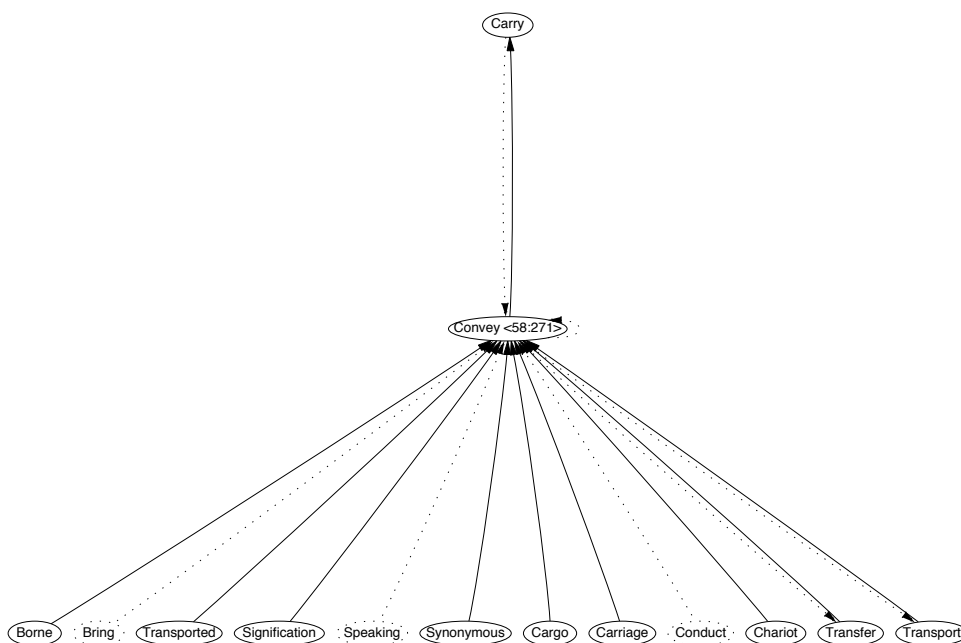 Carry
Convey <58:271>
Borne Bring Transported Signification Speaking Synonymous Cargo Carriage Conduct Chariot Transfer Transport